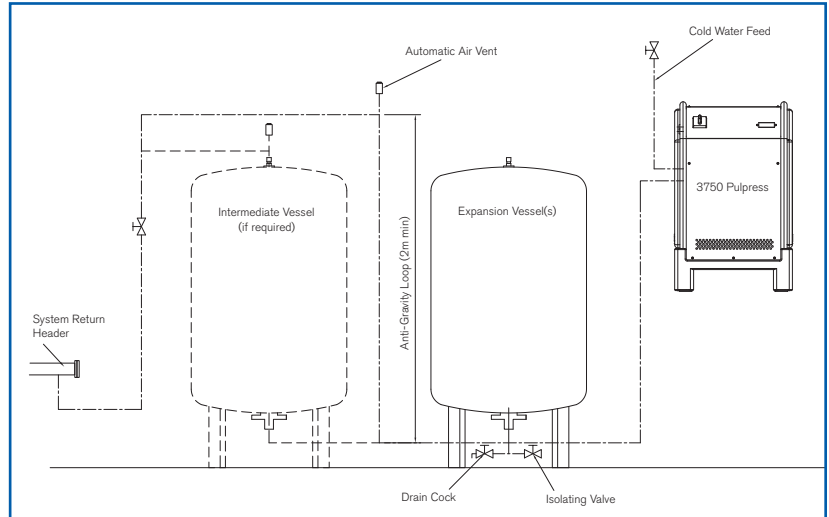 Cold Water Feed
Automatic Air Vent
3750 Pulpress
Intermediate Vessel
(if required)
Expansion Vessel(s)
Anti-Gravity Loop (2m min)
System Return
Header
Drain Cock
Isolating Valve